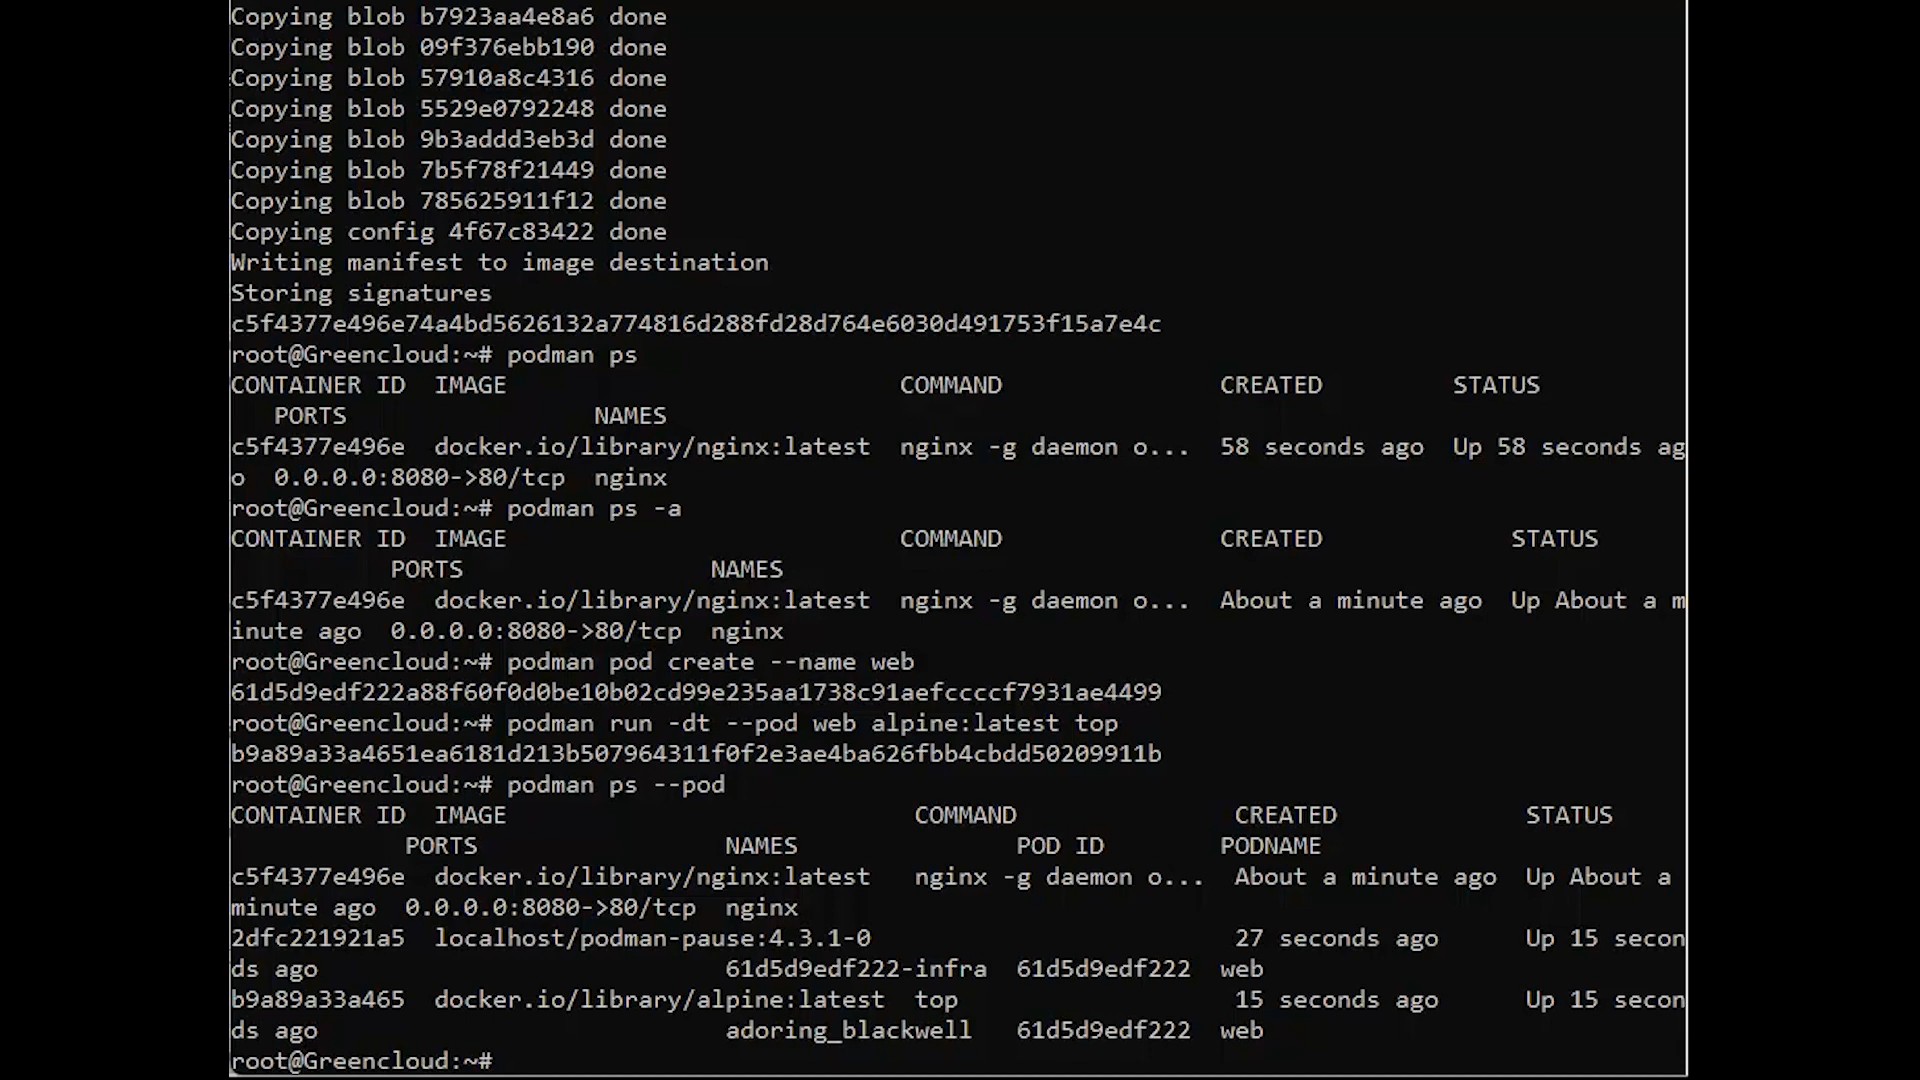 Copying blob b7923aa4e8a6 done
Copying blob 09f376ebb190 done
Copying blob 57910a8c4316 done
Copying blob 5529e0792248 done
Copying blob 9b3addd3eb3d done
Copying blob 7b5f78f21449 done
Copying blob 785625911f12 done
Copying config 4f67c83422 done
Writing manifest to image destination
Storing signatures
c5f4377e496e74a4bd5626132a774816d288fd28d764e6030d491753f15a7e4c
root@Greencloud:~# podman ps
CONTAINER ID  IMAGE                           COMMAND               CREATED         STATUS
   PORTS                 NAMES
c5f4377e496e  docker.io/library/nginx:latest  nginx -g daemon o...  58 seconds ago  Up 58 seconds ag
o  0.0.0.0:8080->80/tcp  nginx
root@Greencloud:~# podman ps -a
CONTAINER ID  IMAGE                           COMMAND               CREATED             STATUS
           PORTS                 NAMES
c5f4377e496e  docker.io/library/nginx:latest  nginx -g daemon o...  About a minute ago  Up About a m
inute ago  0.0.0.0:8080->80/tcp  nginx
root@Greencloud:~# podman pod create --name web
61d5d9edf222a88f60f0d0be10b02cd99e235aa1738c91aefccccf7931ae4499
root@Greencloud:~# podman run -dt --pod web alpine:latest top
b9a89a33a4651ea6181d213b507964311f0f2e3ae4ba626fbb4cbdd50209911b
root@Greencloud:~# podman ps --pod
CONTAINER ID  IMAGE                            COMMAND               CREATED             STATUS
            PORTS                 NAMES               POD ID        PODNAME
c5f4377e496e  docker.io/library/nginx:latest   nginx -g daemon o...  About a minute ago  Up About a
minute ago  0.0.0.0:8080->80/tcp  nginx
2dfc221921a5  localhost/podman-pause:4.3.1-0                         27 seconds ago      Up 15 secon
ds ago                            61d5d9edf222-infra  61d5d9edf222  web
b9a89a33a465  docker.io/library/alpine:latest  top                   15 seconds ago      Up 15 secon
ds ago                            adoring_blackwell   61d5d9edf222  web
root@Greencloud:~#